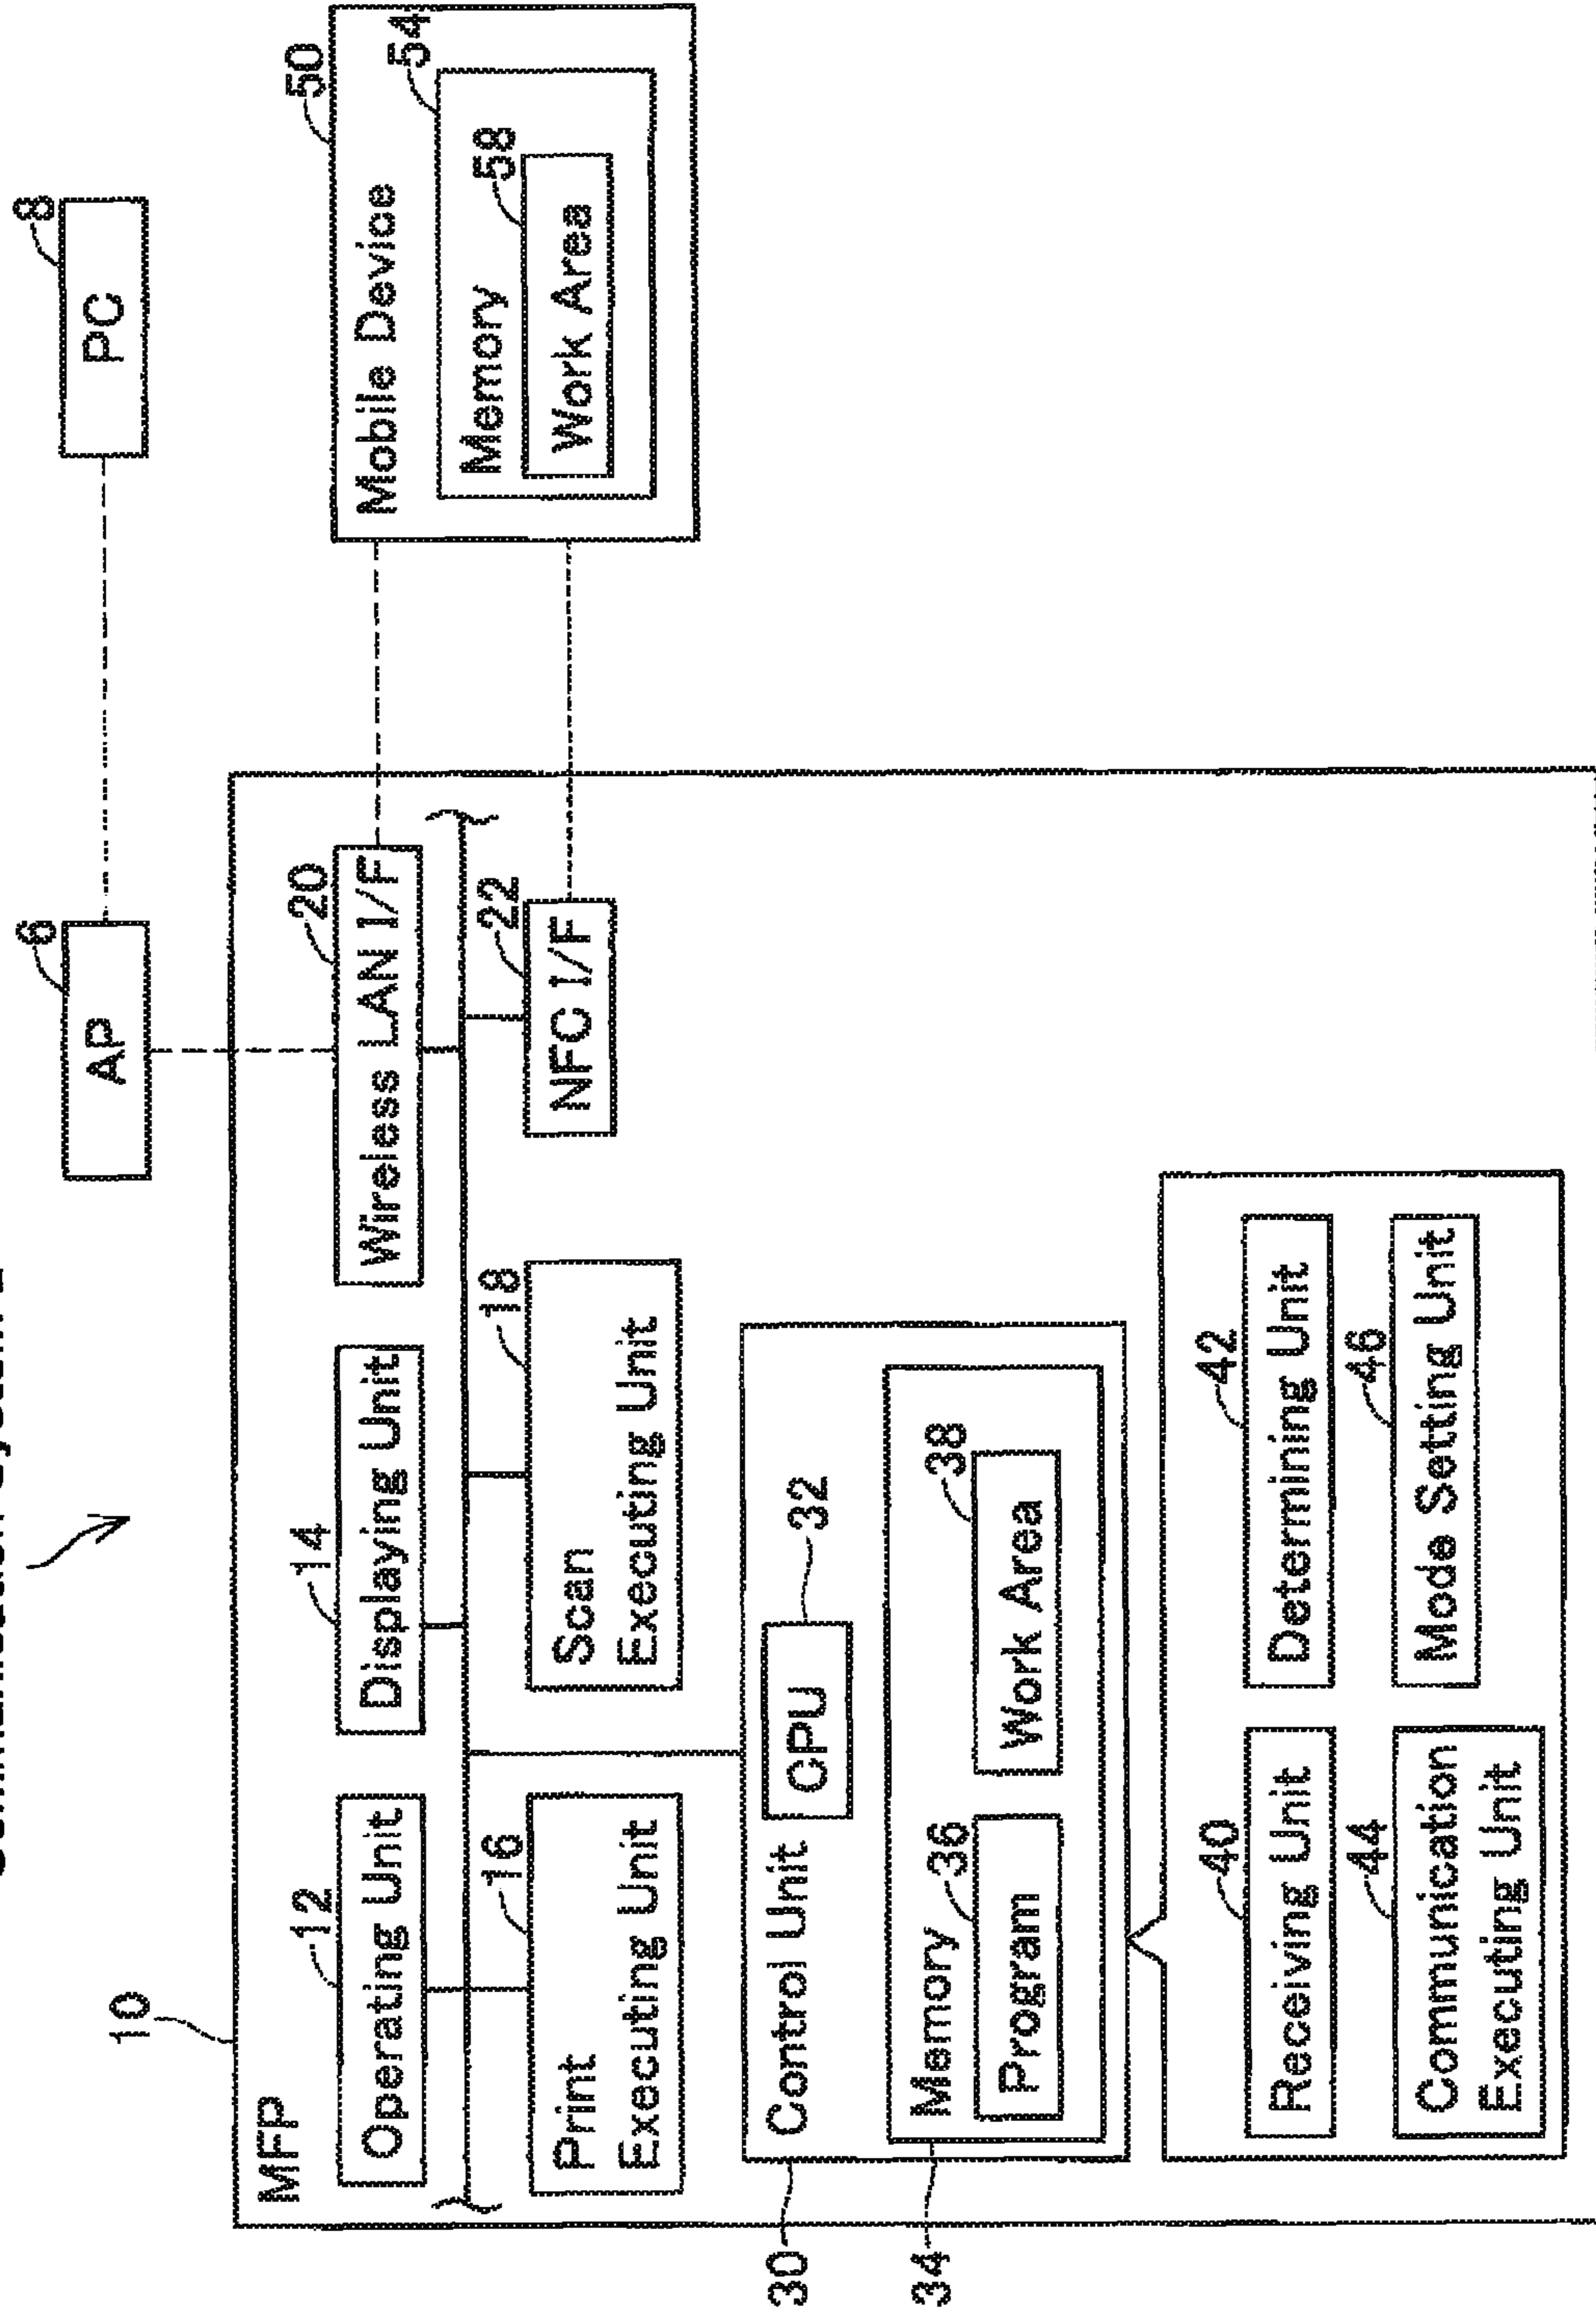 Communication System 2
6
AP
8
PC
10
MFP
12
Operating Unit
14
Displaying Unit
20
Wireless LAN I/F
16
Print
Executing Unit
18
Scan
Executing Unit
22
NFC I/F
50
Mobile Device
54
Memory
58
Work Area
30
Control Unit
32
CPU
34
Memory
36
Program
38
Work Area
40
Receiving Unit
42
Determining Unit
44
Communication
Executing Unit
46
Mode Setting Unit